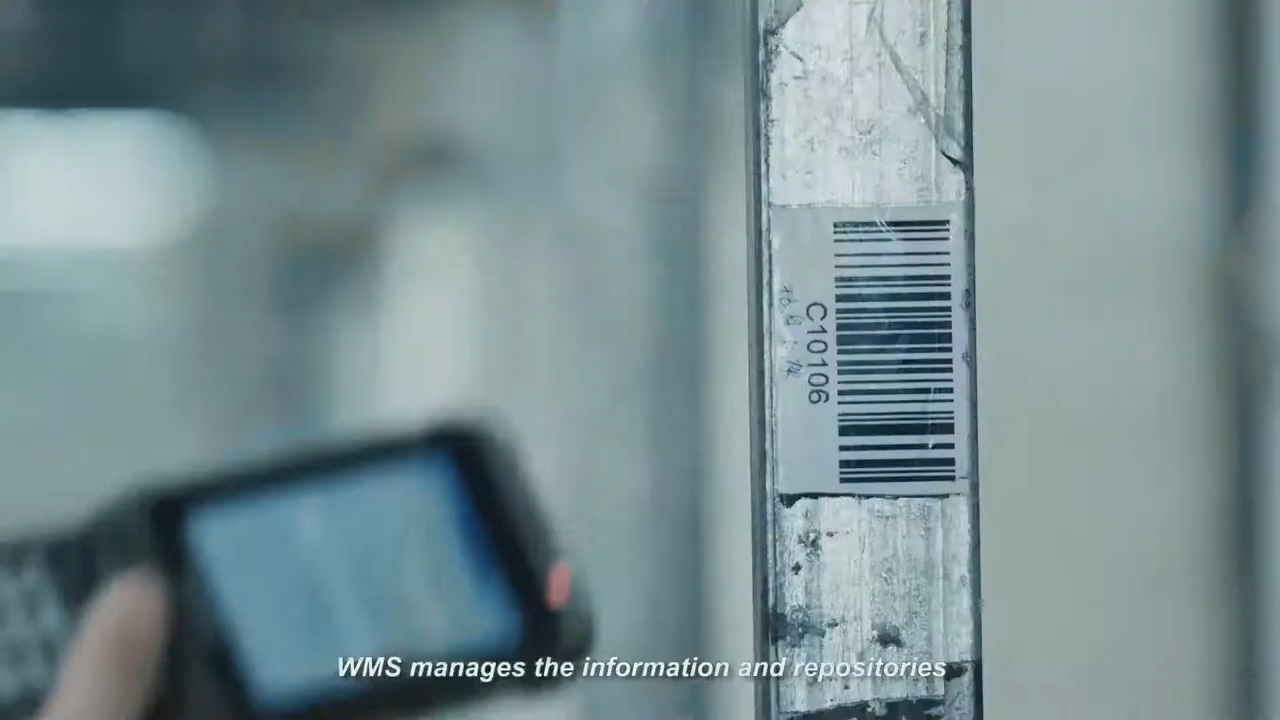 C10106
WMS manages the information and repositories